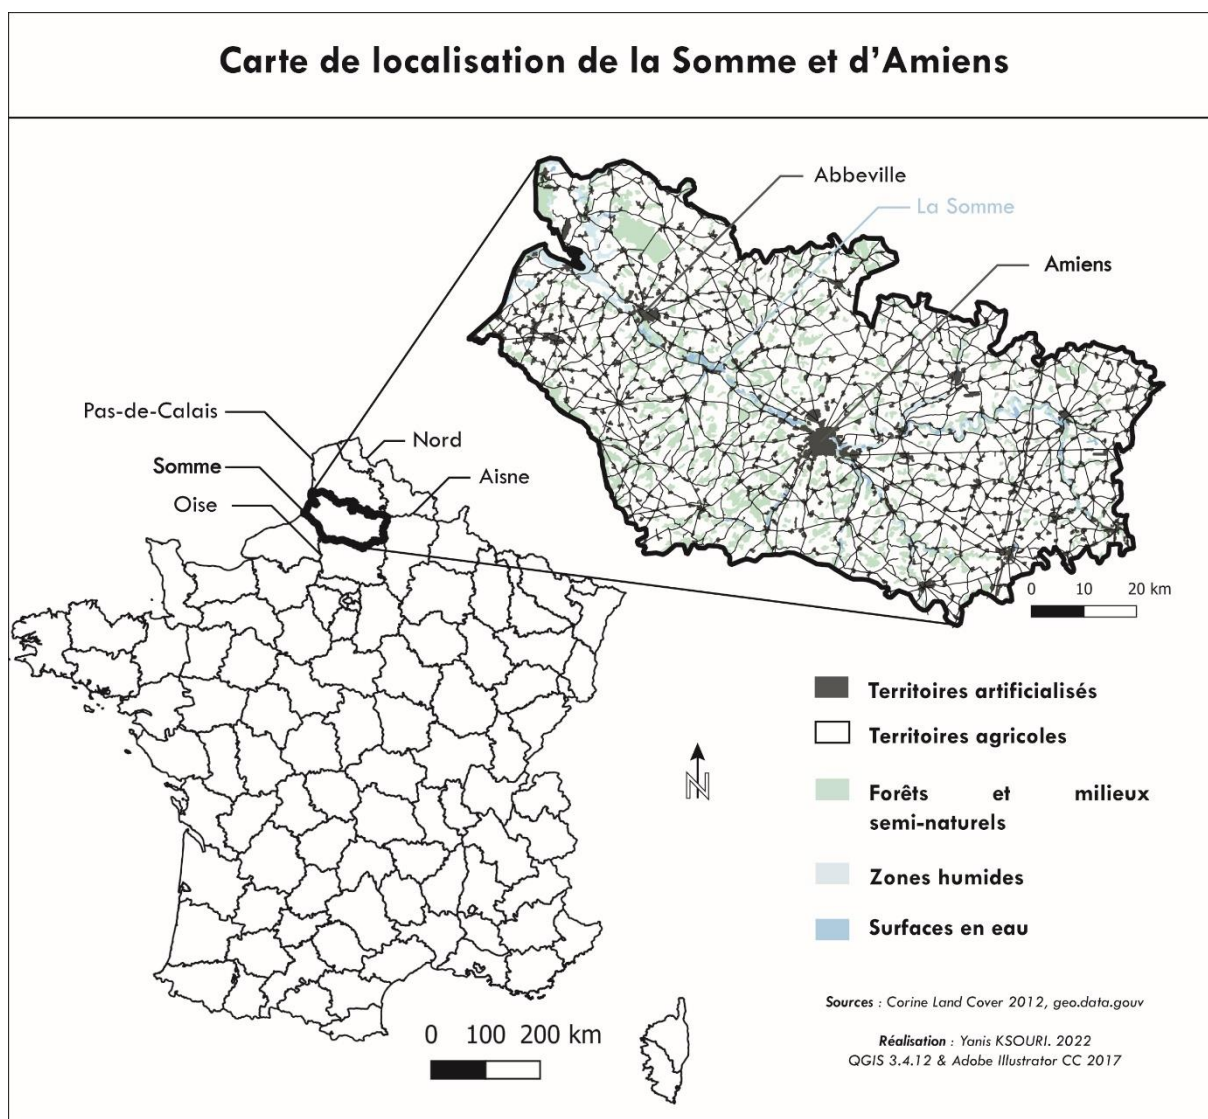 Carte de localisation de la Somme et d'Amiens
Abbeville
La Somme
Amiens
Pas-de-Calais
Nord
Somme
Aisne
Oise
0 10 20 km
Territoires artificialisés
Territoires agricoles
Forêts et milieux
semi-naturels
N
Zones humides
Surfaces en eau
Sources : Corine Land Cover 2012, geo.data.gouv
0 100 200 km
Réalisation : Yanis KSOURI. 2022
QGIS 3.4.12 & Adobe Illustrator CC 2017